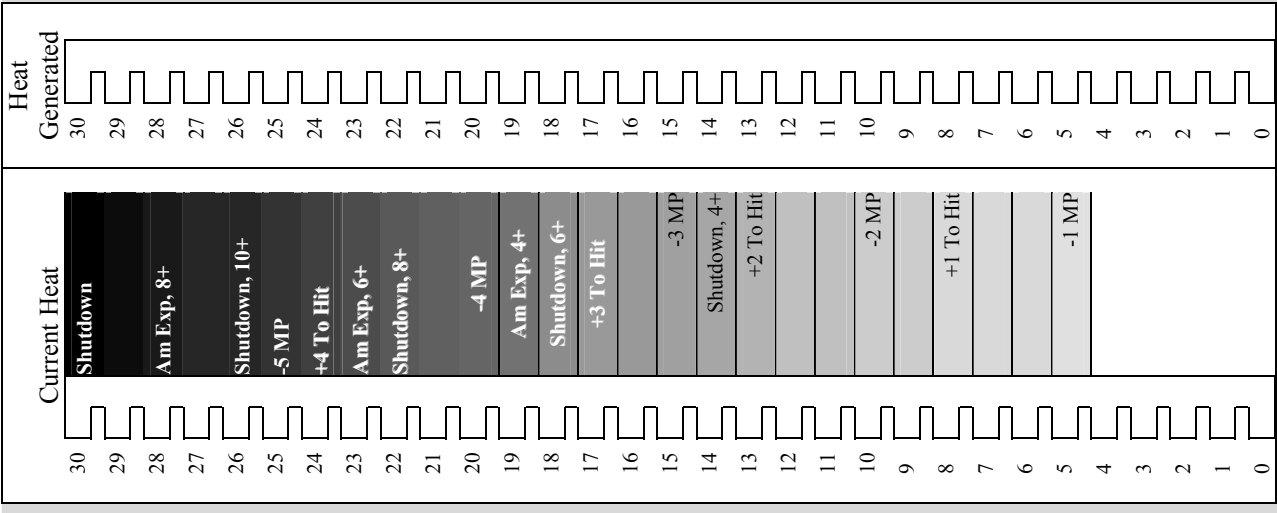 Heat
Generated
30 29 28 27 26 25 24 23 22 21 20 19 18 17 16 15 14 13 12 11 10 9 8 7 6 5 4 3 2 1 0
Current Heat
Shutdown
Am Exp, 8+
Shutdown, 10+
-5 MP
+4 To Hit
Am Exp, 6+
Shutdown, 8+
-4 MP
Am Exp, 4+
Shutdown, 6+
+3 To Hit
-3 MP
Shutdown, 4+
+2 To Hit
-2 MP
+1 To Hit
-1 MP
30 29 28 27 26 25 24 23 22 21 20 19 18 17 16 15 14 13 12 11 10 9 8 7 6 5 4 3 2 1 0